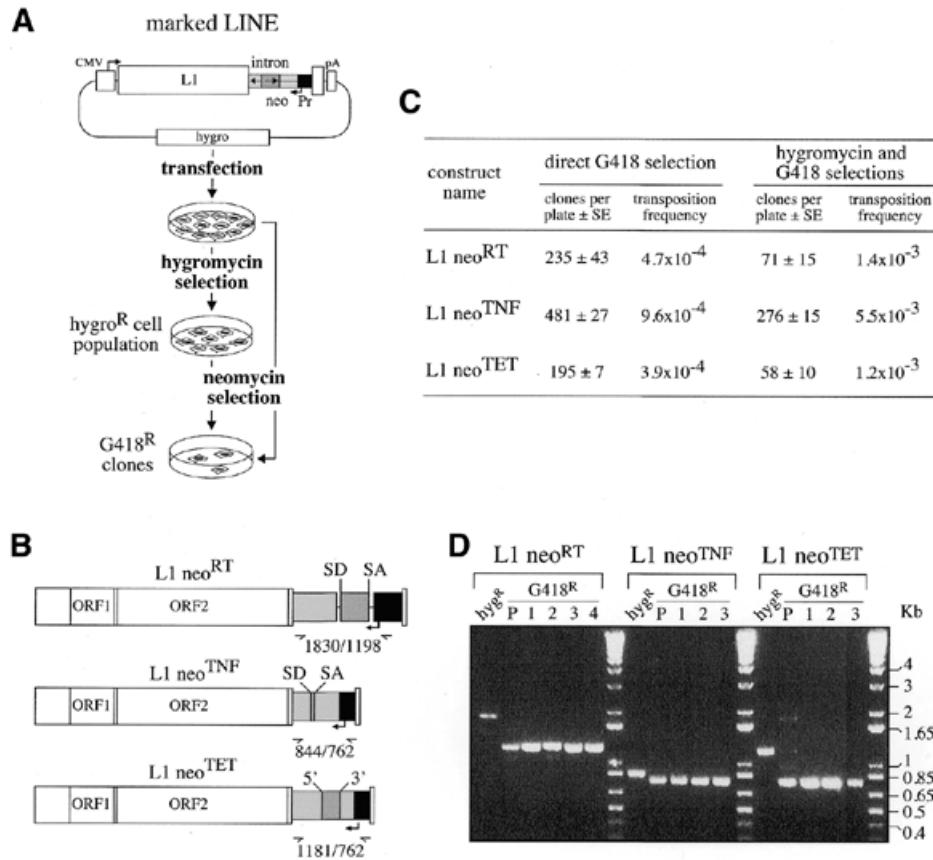 A
marked LINE
CMV
intron
pA
L1
neo
Pr
hygro
transfection
hygromycin
selection
hygroR cell
population
neomycin
selection
G418R
clones
B
L1 neoRT
SD SA
ORF1 ORF2
1830/1198
L1 neoTNF
SD SA
ORF1 ORF2
844/762
L1 neoTET
5' 3'
ORF1 ORF2
1181/762
C
construct name direct G418 selection hygromycin and G418 selections
clones per plate ± SE transposition frequency clones per plate ± SE transposition frequency
L1 neoRT 235 ± 43 4.7x10-4 71 ± 15 1.4x10-3
L1 neoTNF 481 ± 27 9.6x10-4 276 ± 15 5.5x10-3
L1 neoTET 195 ± 7 3.9x10-4 58 ± 10 1.2x10-3
D
L1 neoRT L1 neoTNF L1 neoTET
hygR G418R hygR G418R hygR G418R
P 1 2 3 4 P 1 2 3 P 1 2 3 Kb
4
3
2
1.65
1
0.85
0.65
0.5
0.4